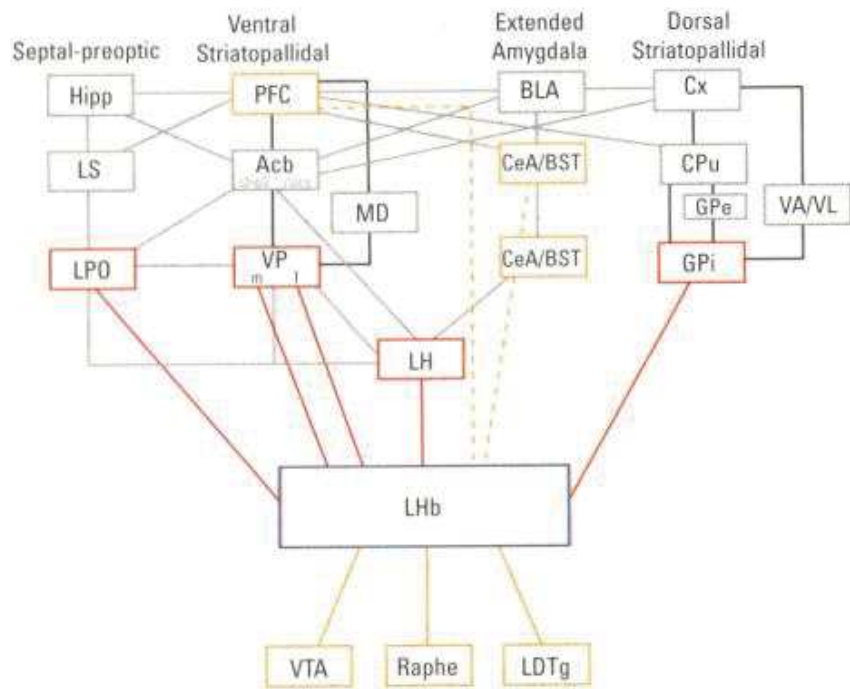 Ventral
Striatopallidal
Extended
Amygdala
Dorsal
Striatopallidal
Septal-preoptic
Hipp
PFC
BLA
Cx
LS
Acb
CeA/BST
CPu
GPe
MD
VA/VL
LPO
VP
m l
CeA/BST
GPi
LH
LHb
VTA
Raphe
LDTg